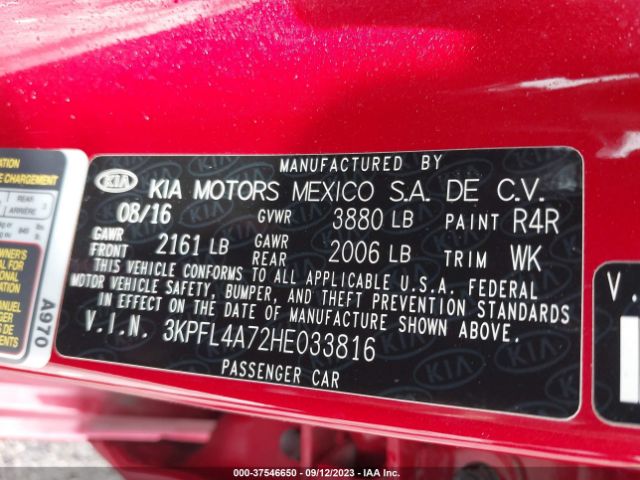 MANUFACTURED BY
KIA KIA MOTORS MEXICO S.A. DE C.V.
08/16 GVWR 3880 LB PAINT R4R
GAWR FRONT 2161 LB GAWR REAR 2006 LB TRIM WK
THIS VEHICLE CONFORMS TO ALL APPLICABLE U.S.A. FEDERAL
MOTOR VEHICLE SAFETY, BUMPER, AND THEFT PREVENTION STANDARDS
IN EFFECT ON THE DATE OF MANUFACTURE SHOWN ABOVE.
V.I.N. 3KPFL4A72HE033816
PASSENGER CAR
CHARGEMENT
REAR
ARRIÈRE
A970
V.
000-37546650 - 09/12/2023 - IAA Inc.